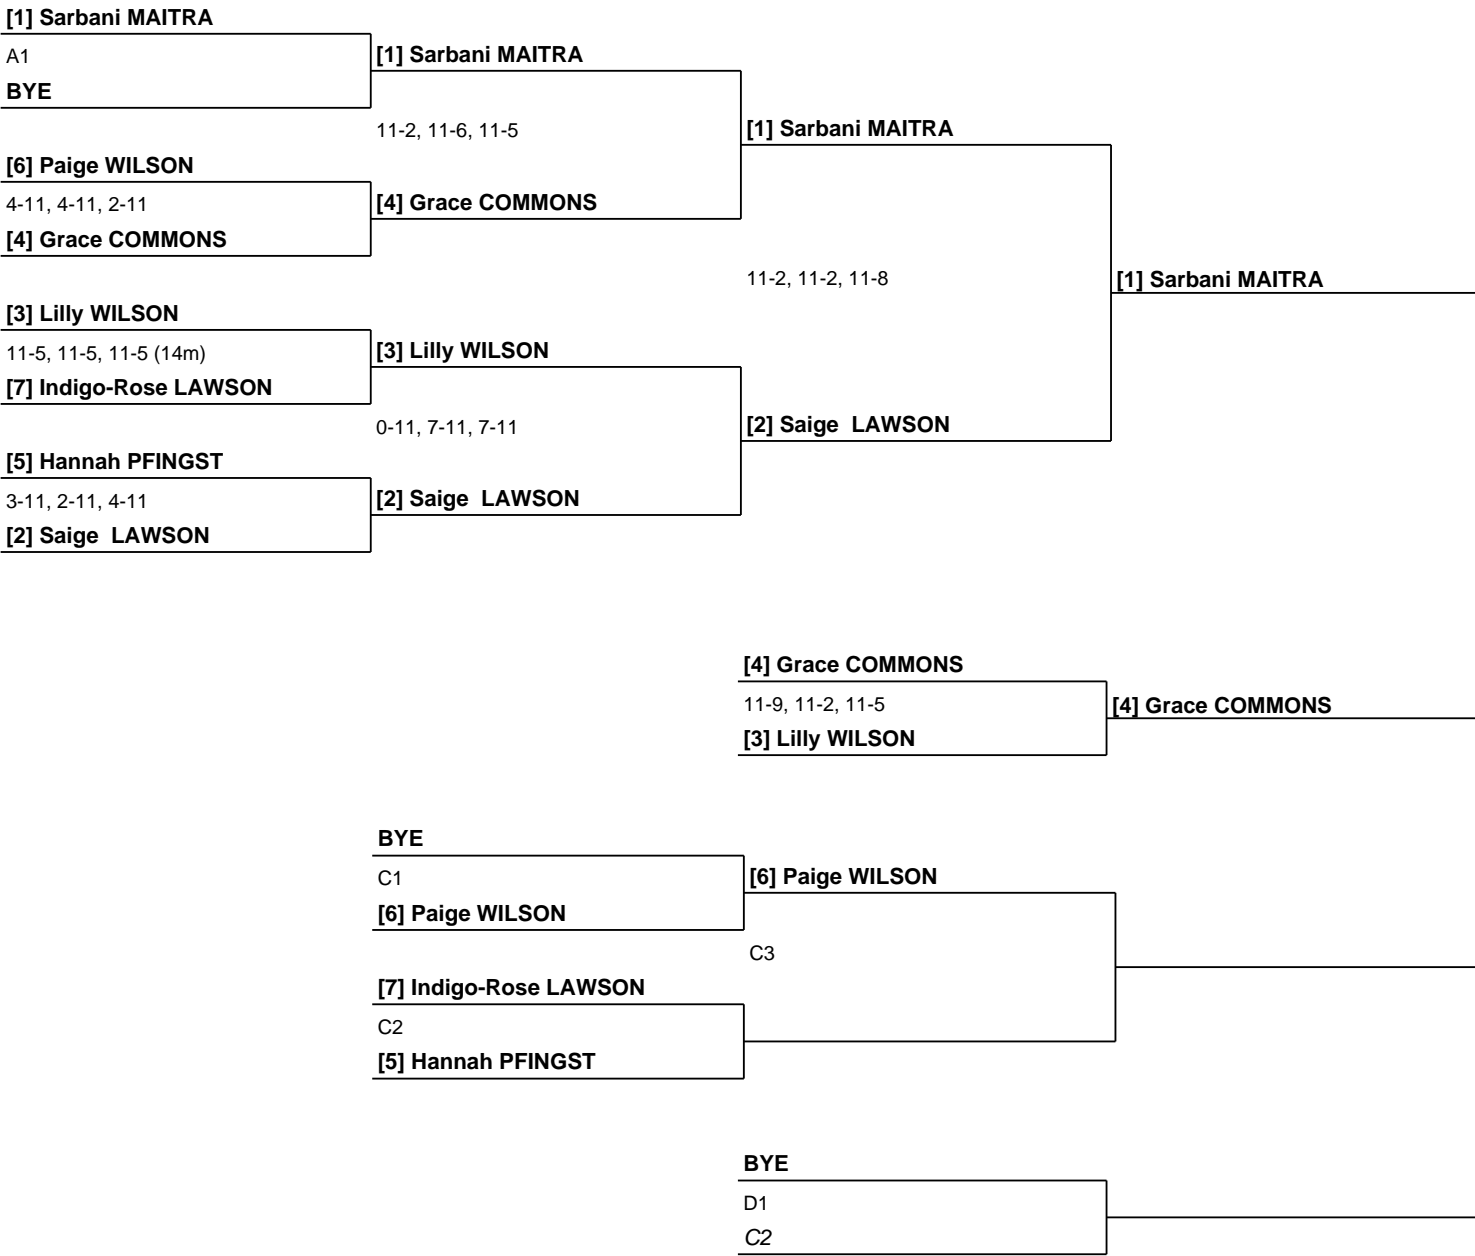 [1] Sarbani MAITRA
A1
[1] Sarbani MAITRA
BYE
11-2, 11-6, 11-5
[1] Sarbani MAITRA
[6] Paige WILSON
4-11, 4-11, 2-11
[4] Grace COMMONS
[4] Grace COMMONS
11-2, 11-2, 11-8
[1] Sarbani MAITRA
[3] Lilly WILSON
11-5, 11-5, 11-5 (14m)
[3] Lilly WILSON
[7] Indigo-Rose LAWSON
0-11, 7-11, 7-11
[2] Saige  LAWSON
[5] Hannah PFINGST
3-11, 2-11, 4-11
[2] Saige  LAWSON
[2] Saige  LAWSON
[4] Grace COMMONS
11-9, 11-2, 11-5
[4] Grace COMMONS
[3] Lilly WILSON
BYE
C1
[6] Paige WILSON
[6] Paige WILSON
C3
[7] Indigo-Rose LAWSON
C2
[5] Hannah PFINGST
BYE
D1
C2